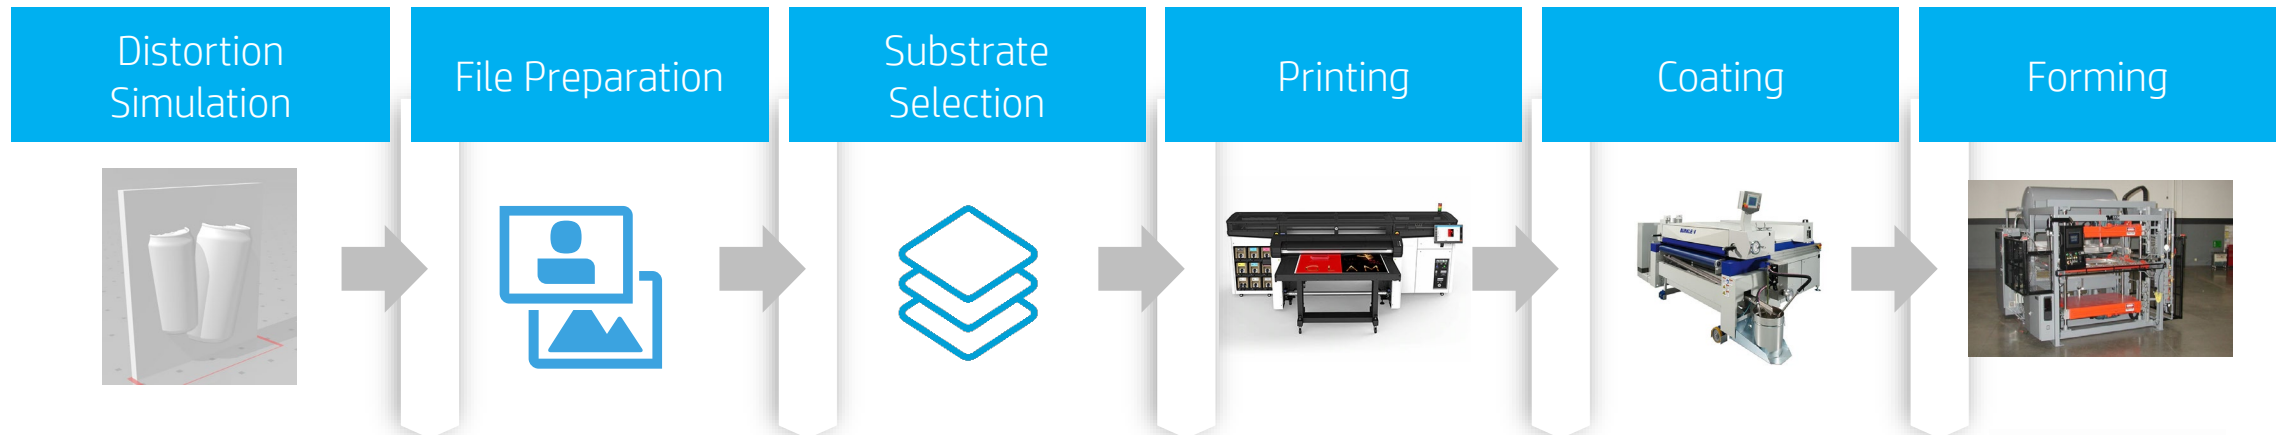 Distortion
Simulation
File Preparation
Substrate
Selection
Printing
Coating
Forming